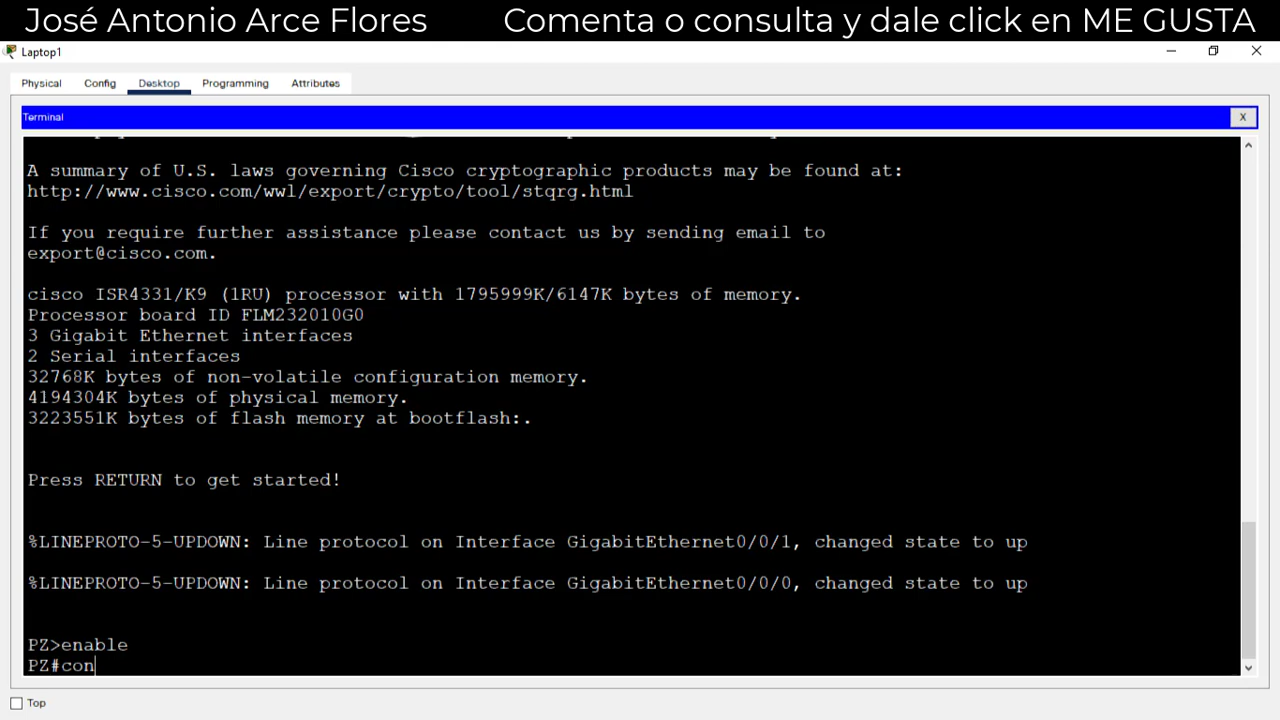 José Antonio Arce Flores Comenta o consulta y dale click en ME GUSTA
Laptop1
Physical Config Desktop Programming Attributes
Terminal X
A summary of U.S. laws governing Cisco cryptographic products may be found at:
http://www.cisco.com/wwl/export/crypto/tool/stqrg.html
If you require further assistance please contact us by sending email to
export@cisco.com.
cisco ISR4331/K9 (1RU) processor with 1795999K/6147K bytes of memory.
Processor board ID FLM232010G0
3 Gigabit Ethernet interfaces
2 Serial interfaces
32768K bytes of non-volatile configuration memory.
4194304K bytes of physical memory.
3223551K bytes of flash memory at bootflash:.
Press RETURN to get started!
%LINEPROTO-5-UPDOWN: Line protocol on Interface GigabitEthernet0/0/1, changed state to up
%LINEPROTO-5-UPDOWN: Line protocol on Interface GigabitEthernet0/0/0, changed state to up
PZ>enable
PZ#con
Top